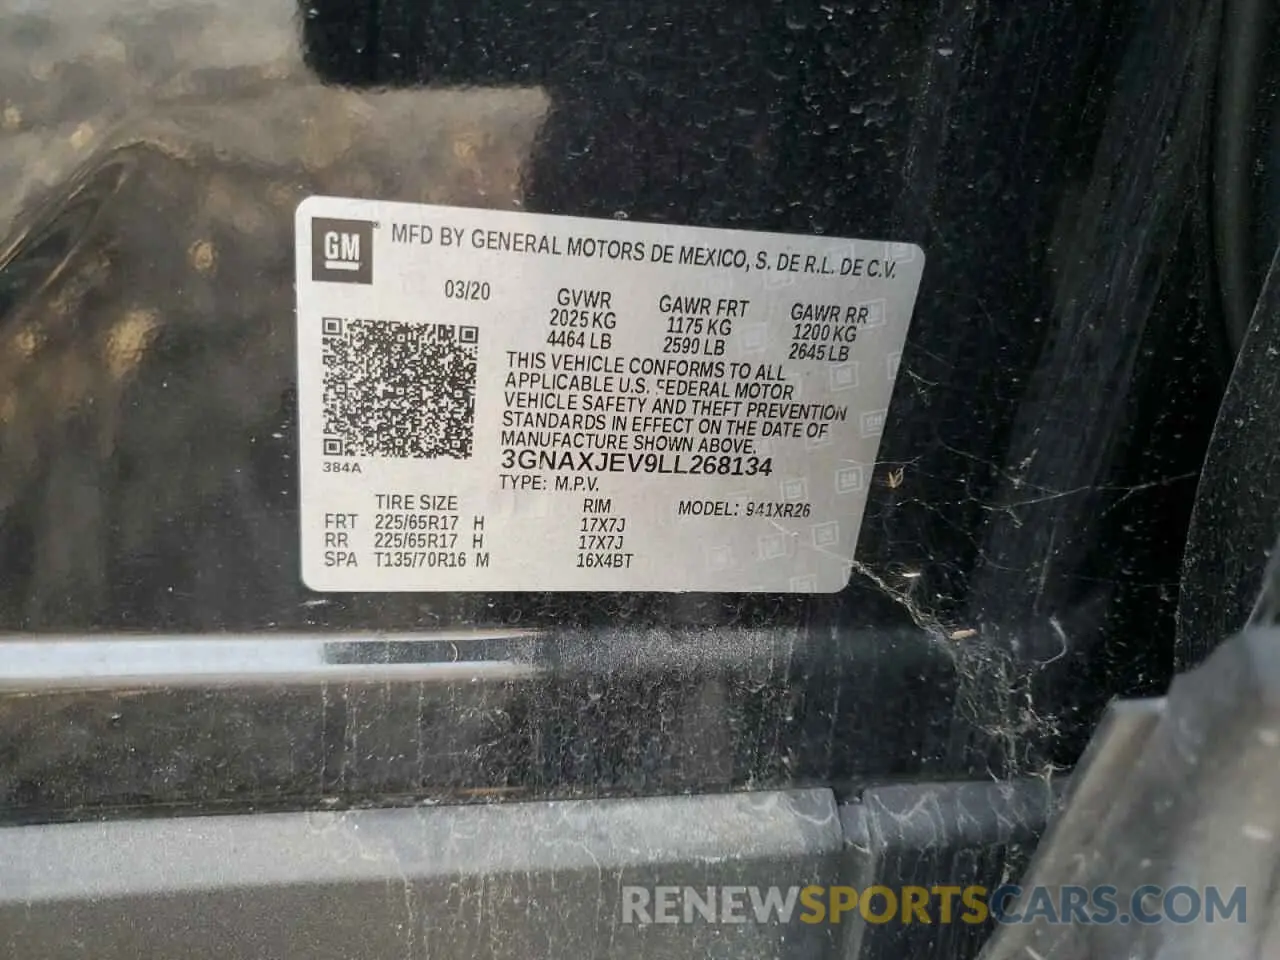 GM
MFD BY GENERAL MOTORS DE MEXICO, S. DE R.L. DE C.V.
03/20
GVWR GAWR FRT GAWR RR
2025 KG 1175 KG 1200 KG
4464 LB 2590 LB 2645 LB
THIS VEHICLE CONFORMS TO ALL
APPLICABLE U.S. FEDERAL MOTOR
VEHICLE SAFETY AND THEFT PREVENTION
STANDARDS IN EFFECT ON THE DATE OF
MANUFACTURE SHOWN ABOVE.
3GNAXJEV9LL268134
384A
TYPE: M.P.V.
TIRE SIZE RIM MODEL: 941XR26
FRT 225/65R17 H 17X7J
RR 225/65R17 H 17X7J
SPA T135/70R16 M 16X4BT
RENEWSPORTSCARS.COM